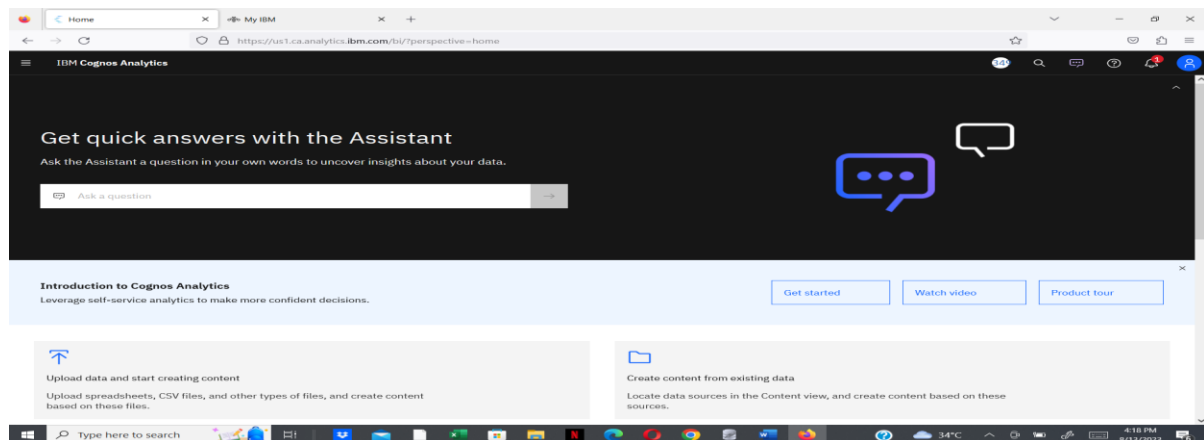 Home
My IBM
https://us1.ca.analytics.ibm.com/bi/?perspective=home
IBM Cognos Analytics
349
1
Get quick answers with the Assistant
Ask the Assistant a question in your own words to uncover insights about your data.
Ask a question
Introduction to Cognos Analytics
Leverage self-service analytics to make more confident decisions.
Get started
Watch video
Product tour
Upload data and start creating content
Upload spreadsheets, CSV files, and other types of files, and create content
based on these files.
Create content from existing data
Locate data sources in the Content view, and create content based on these
sources.
Type here to search
34°C
4:18 PM